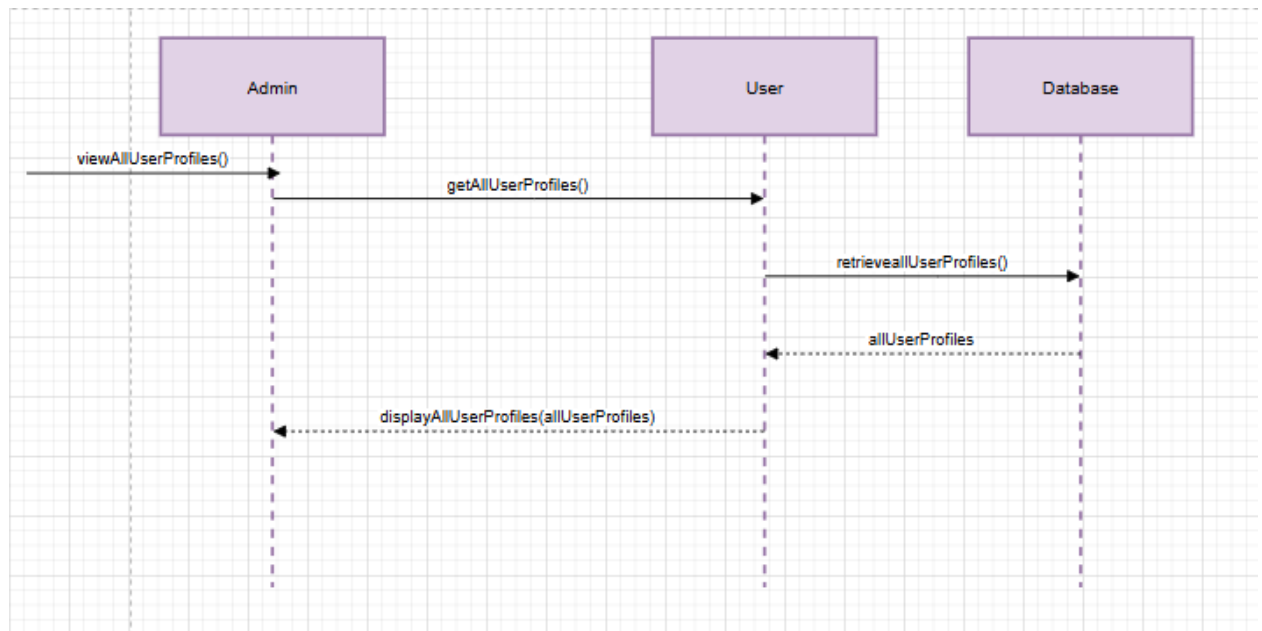 Admin
User
Database
viewAllUserProfiles()
getAllUserProfiles()
retrieveallUserProfiles()
allUserProfiles
displayAllUserProfiles(allUserProfiles)